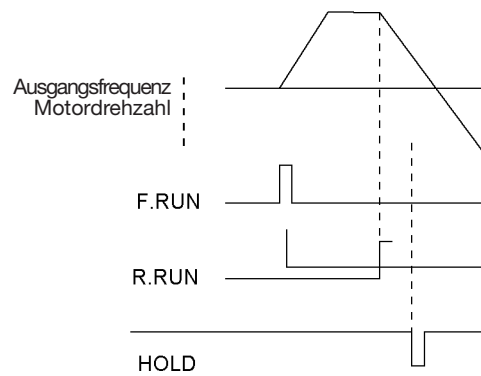 Ausgangsfrequenz
Motordrehzahl
F.RUN
R.RUN
HOLD